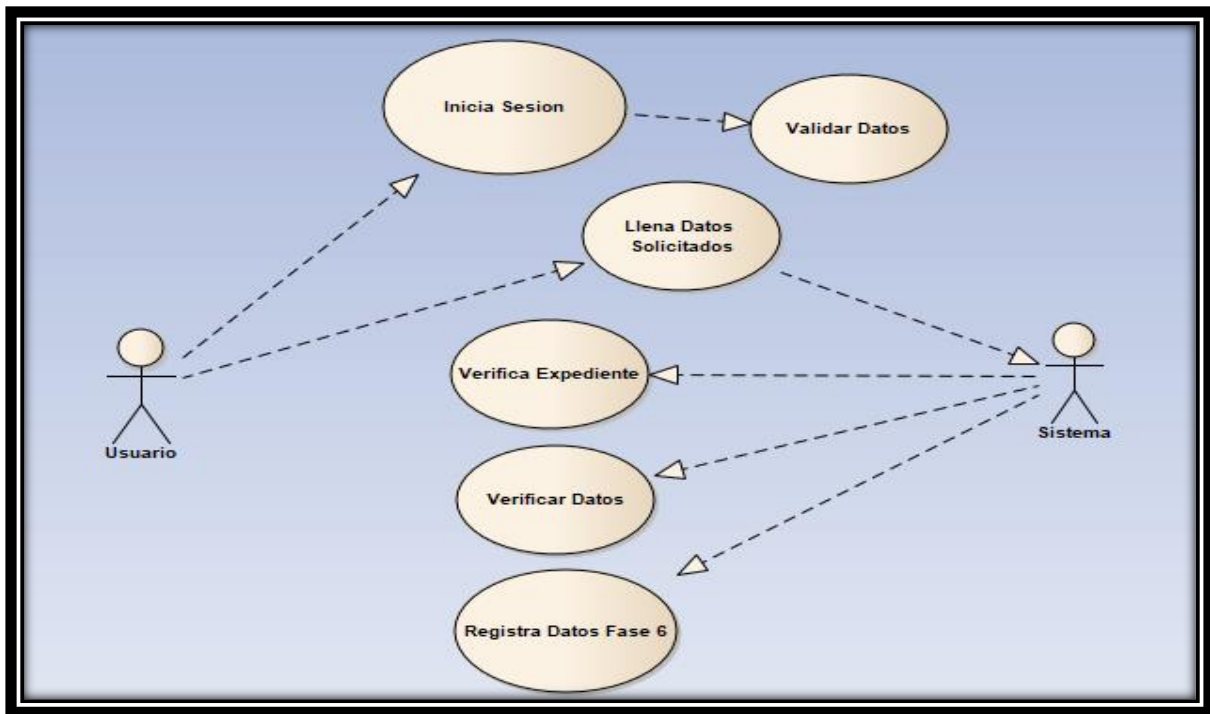 Inicia Sesion
Validar Datos
Llena Datos
Solicitados
Verifica Expediente
Usuario
Sistema
Verificar Datos
Registra Datos Fase 6